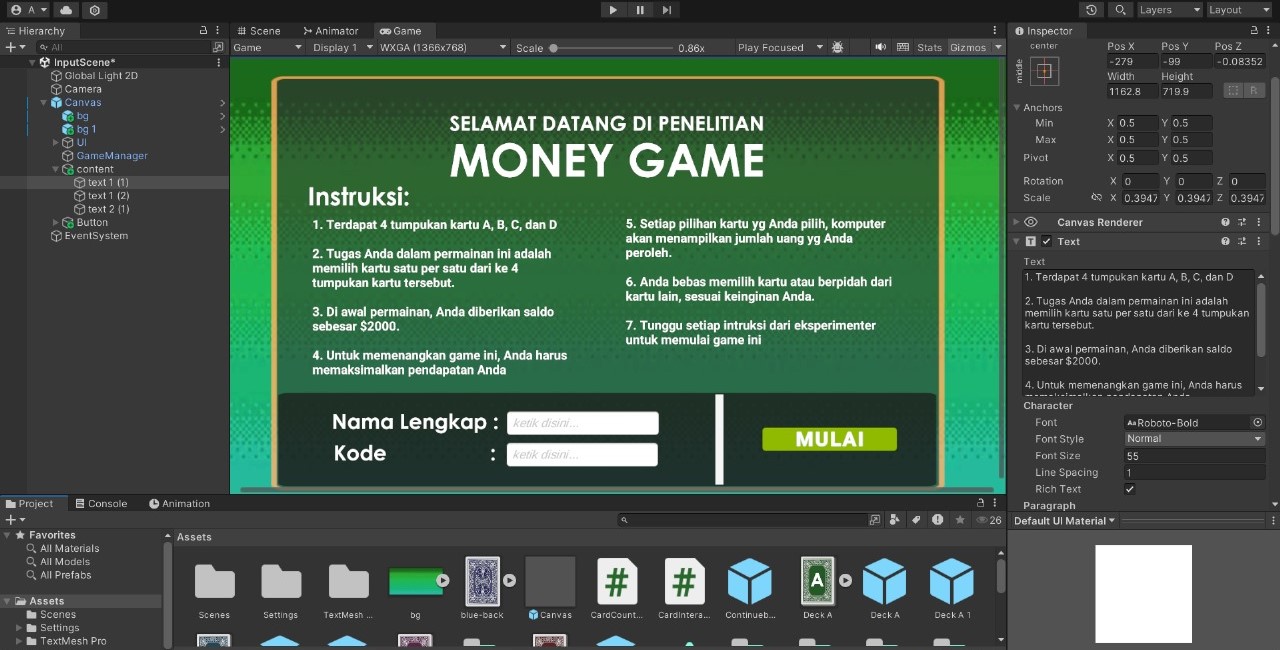 A
Layers
Layout
Hierarchy
Scene
Animator
Game
Inspector
All
Game
Display 1
WXGA (1366x768)
Scale
0.86x
Play Focused
Stats
Gizmos
InputScene*
Global Light 2D
Camera
Canvas
bg
bg 1
UI
GameManager
content
text 1 (1)
text 1 (2)
text 2 (1)
Button
EventSystem
SELAMAT DATANG DI PENELITIAN
MONEY GAME
Instruksi:
1. Terdapat 4 tumpukan kartu A, B, C, dan D
2. Tugas Anda dalam permainan ini adalah
memilih kartu satu per satu dari ke 4
tumpukan kartu tersebut.
3. Di awal permainan, Anda diberikan saldo
sebesar $2000.
4. Untuk memenangkan game ini, Anda harus
memaksimalkan pendapatan Anda
5. Setiap pilihan kartu yg Anda pilih, komputer
akan menampilkan jumlah uang yg Anda
peroleh.
6. Anda bebas memilih kartu atau berpidah dari
kartu lain, sesuai keinginan Anda.
7. Tunggu setiap intruksi dari eksperimenter
untuk memulai game ini
Nama Lengkap : ketik disini...
Kode : ketik disini...
MULAI
center
middle
Pos X Pos Y Pos Z
-279 -99 -0.08352
Width Height
1162.8 719.9
R
Anchors
Min X 0.5 Y 0.5
Max X 0.5 Y 0.5
Pivot X 0.5 Y 0.5
Rotation X 0 Y 0 Z 0
Scale X 0.3947 Y 0.3947 Z 0.3947
Canvas Renderer
Text
Text
1. Terdapat 4 tumpukan kartu A, B, C, dan D
2. Tugas Anda dalam permainan ini adalah
memilih kartu satu per satu dari ke 4 tumpukan
kartu tersebut.
3. Di awal permainan, Anda diberikan saldo
sebesar $2000.
4. Untuk memenangkan game ini, Anda harus
Character
Font Roboto-Bold
Font Style Normal
Font Size 55
Line Spacing 1
Rich Text
Paragraph
Default UI Material
Project
Console
Animation
26
Favorites
All Materials
All Models
All Prefabs
Assets
Scenes
Settings
TextMesh Pro
Assets
Scenes
Settings
TextMesh ...
bg
blue-back
Canvas
CardCount...
CardIntera...
Continueb...
A
Deck A
Deck A
Deck A 1